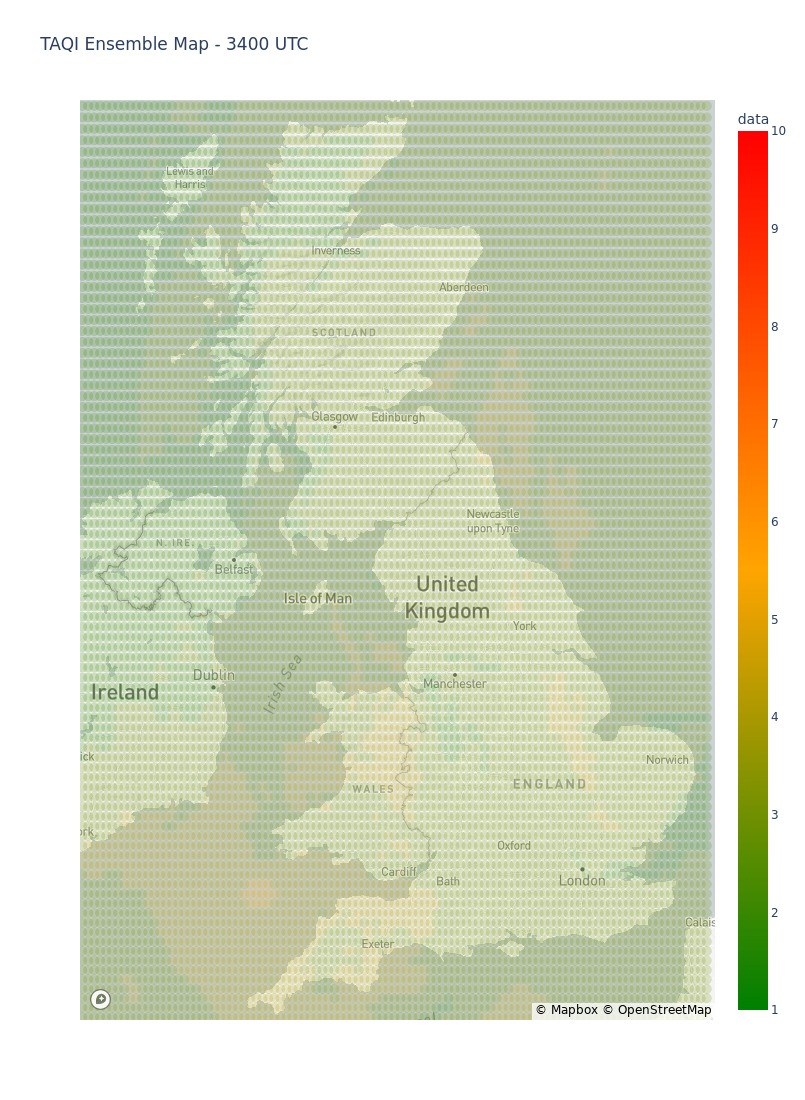 TAQI Ensemble Map - 3400 UTC
data
10
9
8
7
6
5
4
3
2
1
Lewis and
Harris
Inverness
Aberdeen
SCOTLAND
Glasgow
Edinburgh
Newcastle
upon Tyne
N. IRE.
Belfast
United
Kingdom
Isle of Man
York
Dublin
Manchester
Ireland
Irish Sea
ick
Norwich
WALES
ENGLAND
ork
Oxford
Cardiff
Bath
London
Calais
Exeter
© Mapbox © OpenStreetMap